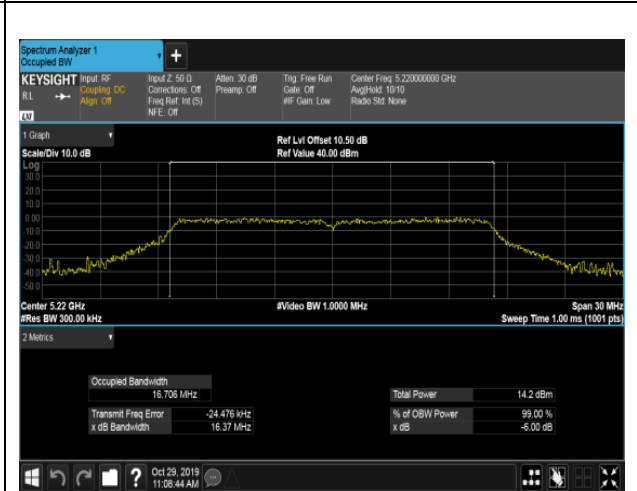 Spectrum Analyzer 1
Occupied BW
+
KEYSIGHT Input: RF Input Z: 50 Ω Atten: 30 dB Trig: Free Run Center Freq: 5.220000000 GHz
RL Coupling: DC Corrections: Off Preamp: Off Gate: Off Avg|Hold: 10/10
Align: Off Freq Ref: Int (S) #IF Gain: Low Radio Std: None
LXI NFE: Off
1 Graph
Ref Lvl Offset 10.50 dB
Scale/Div 10.0 dB Ref Value 40.00 dBm
Log
30.0
20.0
10.0
0.00
-10.0
-20.0
-30.0
-40.0
-50.0
Center 5.22 GHz #Video BW 1.0000 MHz Span 30 MHz
#Res BW 300.00 kHz Sweep Time 1.00 ms (1001 pts)
2 Metrics
Occupied Bandwidth
16.706 MHz Total Power 14.2 dBm
Transmit Freq Error -24.476 kHz % of OBW Power 99.00 %
x dB Bandwidth 16.37 MHz x dB -6.00 dB
? Oct 29, 2019
11:08:44 AM